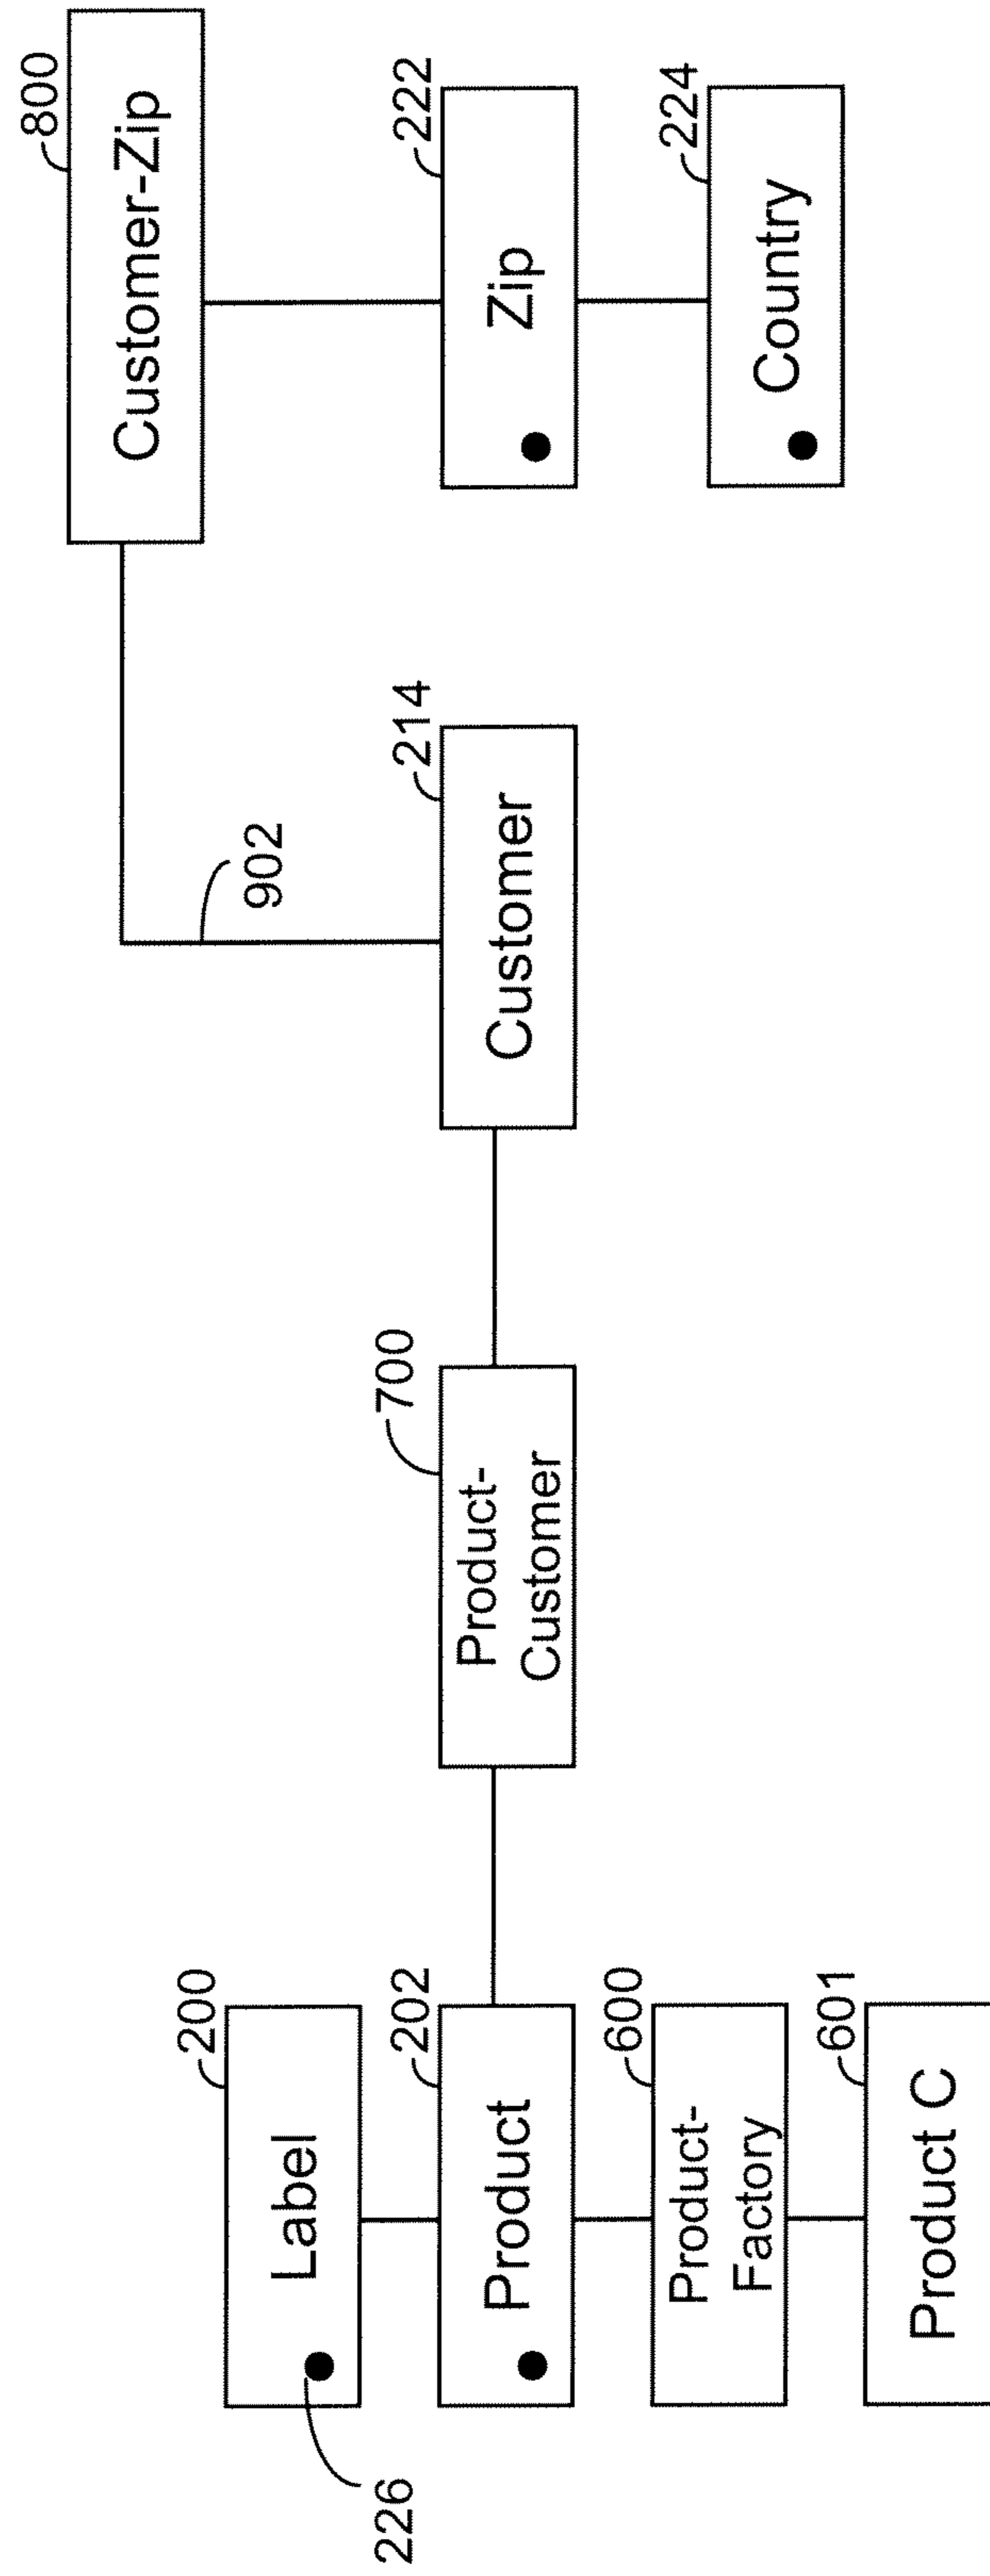 800
Customer-Zip
902
214
Customer
222
Zip
224
Country
700
Product-
Customer
200
Label
226
202
Product
600
Product-
Factory
601
Product C